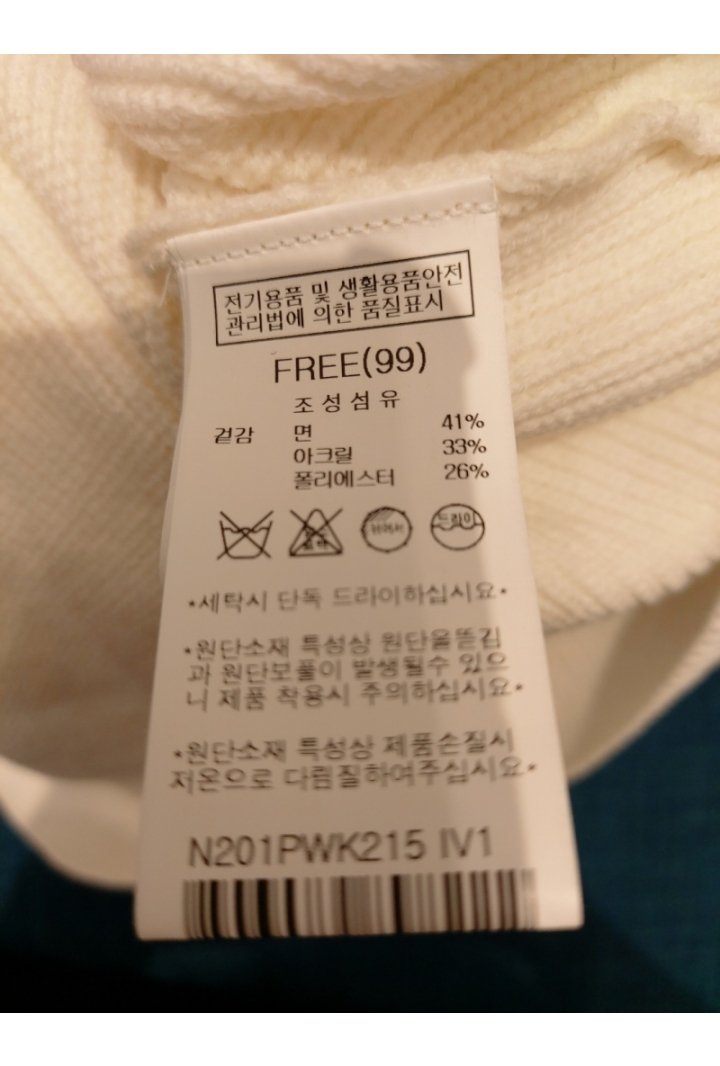 전기용품 및 생활용품안전
관리법에 의한 품질표시
FREE(99)
조성섬유
겉감 면 41%
아크릴 33%
폴리에스터 26%
드라이
•세탁시 단독 드라이하십시요•
•원단소재 특성상 원단올뜯김
과 원단보풀이 발생될수 있으
니 제품 착용시 주의하십시요•
•원단소재 특성상 제품손질시
저온으로 다림질하여주십시요•
N201PWK215 IV1